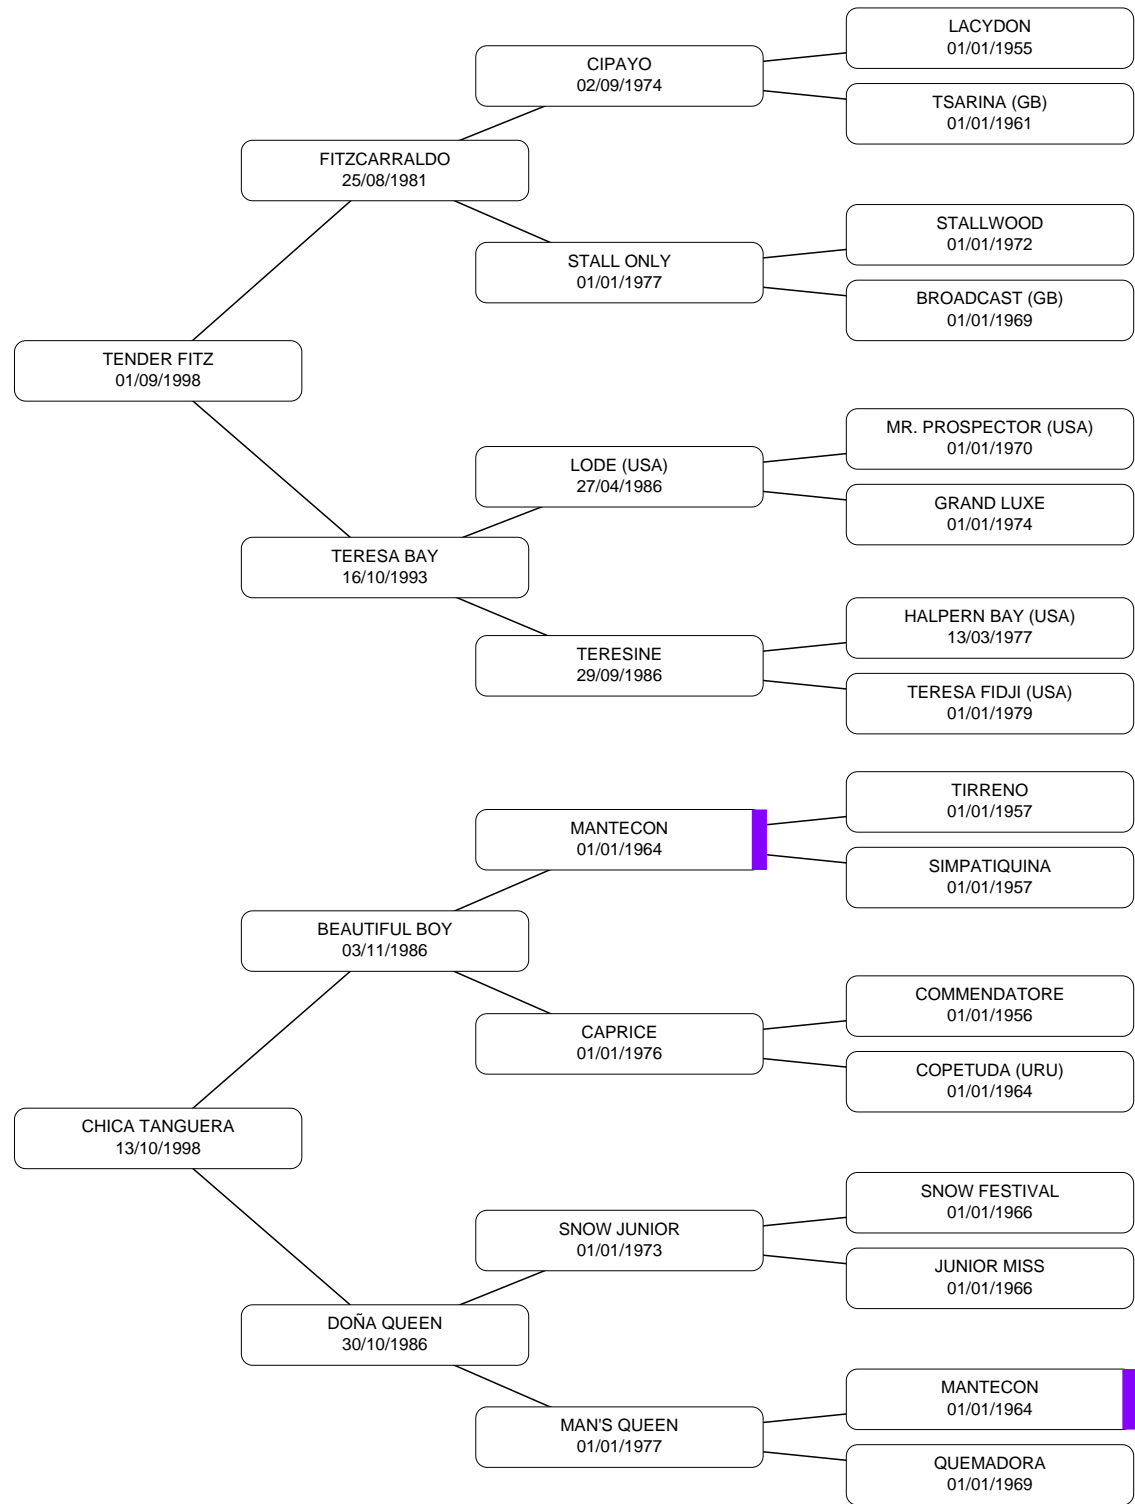 LACYDON
01/01/1955
CIPAYO
02/09/1974
TSARINA (GB)
01/01/1961
FITZCARRALDO
25/08/1981
STALLWOOD
01/01/1972
STALL ONLY
01/01/1977
BROADCAST (GB)
01/01/1969
TENDER FITZ
01/09/1998
MR. PROSPECTOR (USA)
01/01/1970
LODE (USA)
27/04/1986
GRAND LUXE
01/01/1974
TERESA BAY
16/10/1993
HALPERN BAY (USA)
13/03/1977
TERESINE
29/09/1986
TERESA FIDJI (USA)
01/01/1979
TIRRENO
01/01/1957
MANTECON
01/01/1964
SIMPATIQUINA
01/01/1957
BEAUTIFUL BOY
03/11/1986
COMMENDATORE
01/01/1956
CAPRICE
01/01/1976
COPETUDA (URU)
01/01/1964
CHICA TANGUERA
13/10/1998
SNOW FESTIVAL
01/01/1966
SNOW JUNIOR
01/01/1973
JUNIOR MISS
01/01/1966
DOÑA QUEEN
30/10/1986
MANTECON
01/01/1964
MAN'S QUEEN
01/01/1977
QUEMADORA
01/01/1969